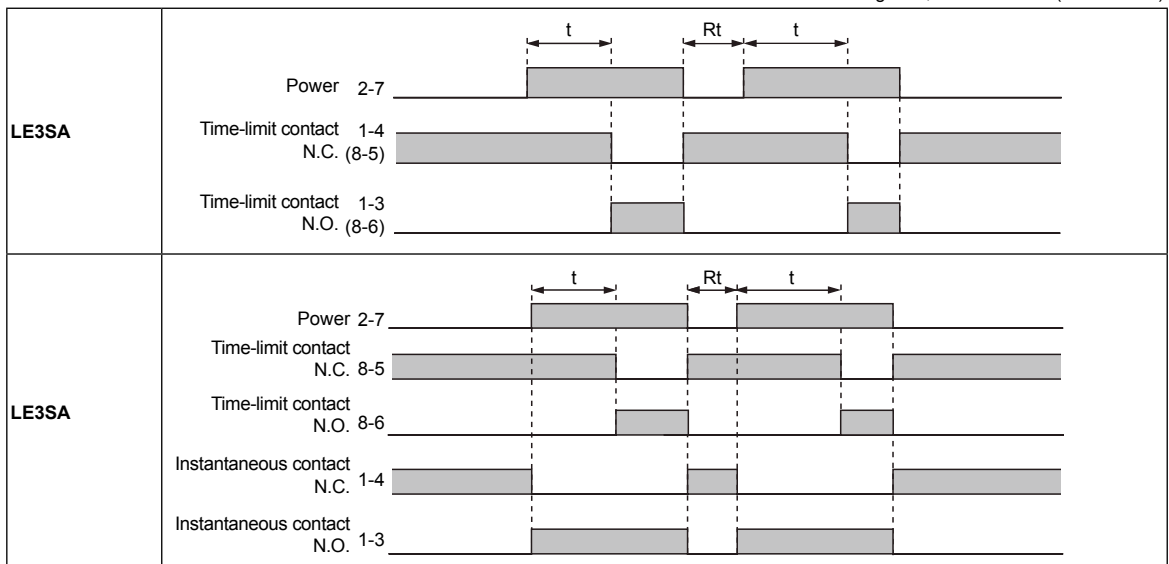 t Rt t
Power 2-7
LE3SA
Time-limit contact 1-4
N.C. (8-5)
Time-limit contact 1-3
N.O. (8-6)
t Rt t
Power 2-7
Time-limit contact
N.C. 8-5
LE3SA
Time-limit contact
N.O. 8-6
Instantaneous contact
N.C. 1-4
Instantaneous contact
N.O. 1-3